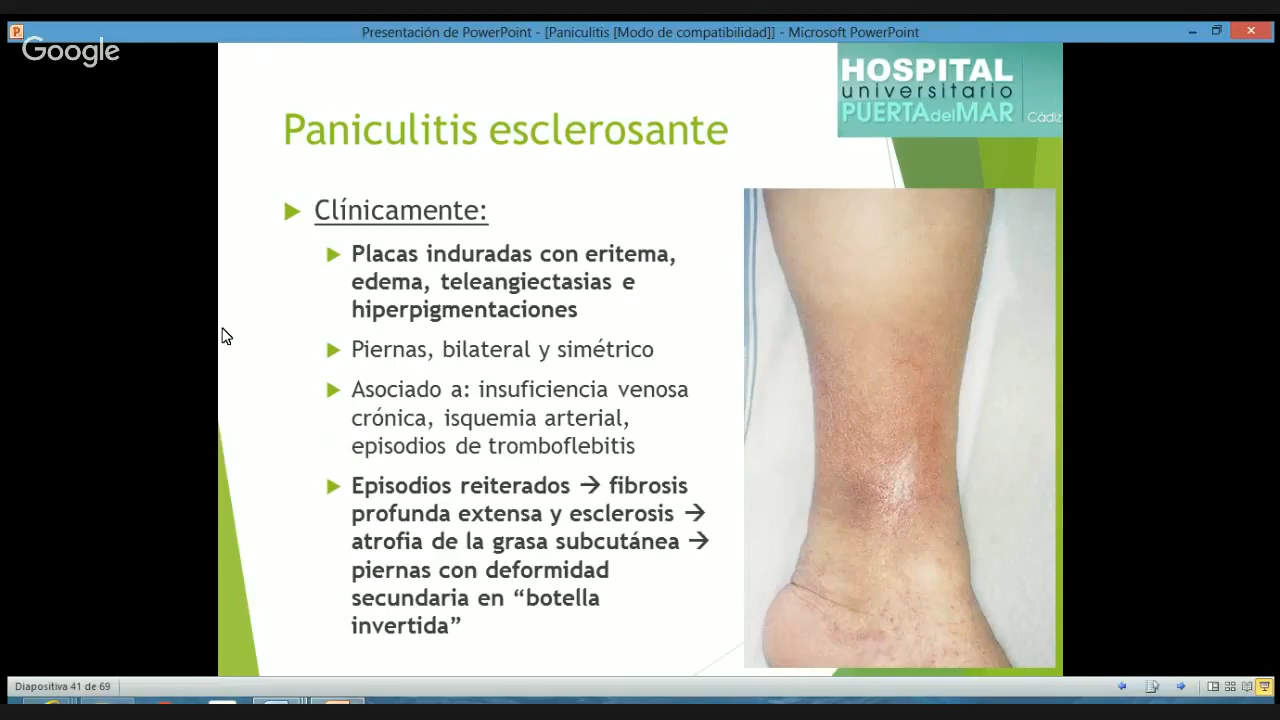 Presentación de PowerPoint - [Paniculitis [Modo de compatibilidad]] - Microsoft PowerPoint
Google
HOSPITAL
universitario
PUERTAdelMAR
Cádiz
Paniculitis esclerosante
Clínicamente:
Placas induradas con eritema,
edema, teleangiectasias e
hiperpigmentaciones
Piernas, bilateral y simétrico
Asociado a: insuficiencia venosa
crónica, isquemia arterial,
episodios de tromboflebitis
Episodios reiterados → fibrosis
profunda extensa y esclerosis →
atrofia de la grasa subcutánea →
piernas con deformidad
secundaria en “botella
invertida”
Diapositiva 41 de 69